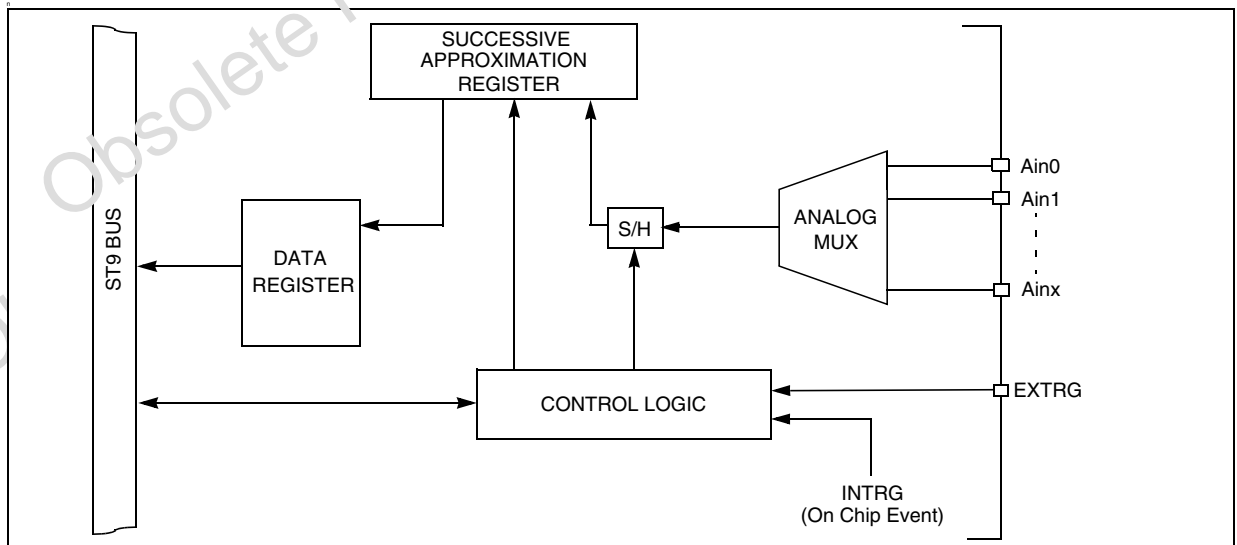 n
SUCCESSIVE
APPROXIMATION
REGISTER
Obsolete
ST9 BUS
DATA
REGISTER
S/H
ANALOG
MUX
Ain0
Ain1
Ainx
CONTROL LOGIC
EXTRG
INTRG
(On Chip Event)